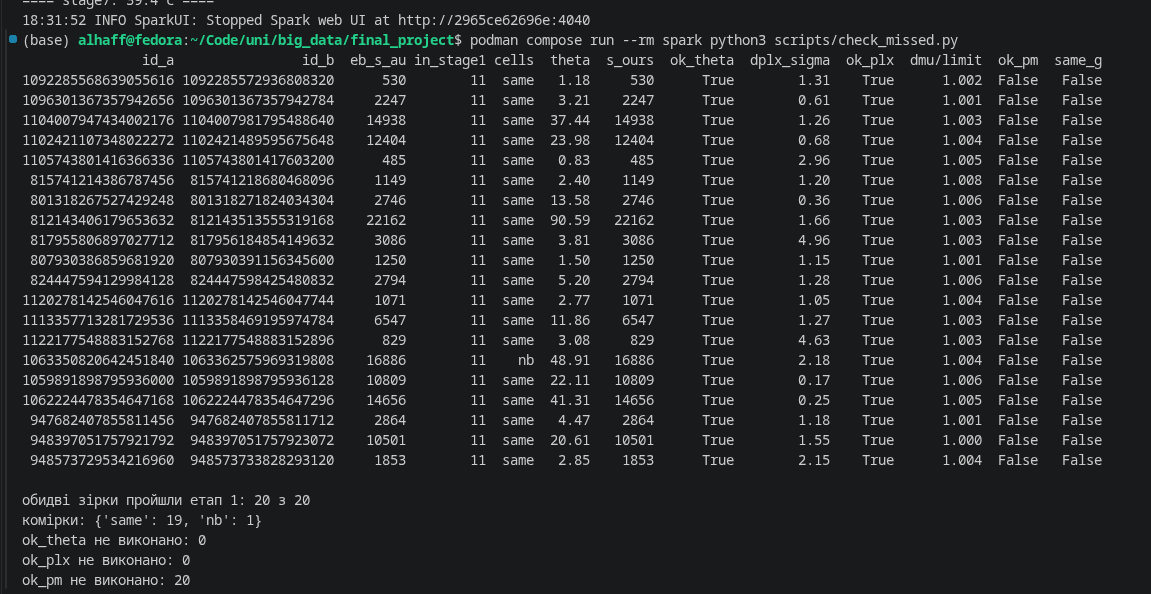 ==== stage7: 39.4 с ====
18:31:52 INFO SparkUI: Stopped Spark web UI at http://2965ce62696e:4040
(base) alhaff@fedora:~/Code/uni/big_data/final_project$ podman compose run --rm spark python3 scripts/check_missed.py
id_a id_b eb_s_au in_stage1 cells theta s_ours ok_theta dplx_sigma ok_plx dmu/limit ok_pm same_g
1092285568639055616 1092285572936808320 530 11 same 1.18 530 True 1.31 True 1.002 False False
1096301367357942656 1096301367357942784 2247 11 same 3.21 2247 True 0.61 True 1.001 False False
1104007947434002176 1104007981795488640 14938 11 same 37.44 14938 True 1.26 True 1.003 False False
1102421107348022272 1102421489595675648 12404 11 same 23.98 12404 True 0.68 True 1.004 False False
1105743801416366336 1105743801417603200 485 11 same 0.83 485 True 2.96 True 1.005 False False
815741214386787456 815741218680468096 1149 11 same 2.40 1149 True 1.20 True 1.008 False False
801318267527429248 801318271824034304 2746 11 same 13.58 2746 True 0.36 True 1.006 False False
812143406179653632 812143513555319168 22162 11 same 90.59 22162 True 1.66 True 1.003 False False
817955806897027712 817956184854149632 3086 11 same 3.81 3086 True 4.96 True 1.003 False False
807930386859681920 807930391156345600 1250 11 same 1.50 1250 True 1.15 True 1.001 False False
824447594129984128 824447598425480832 2794 11 same 5.20 2794 True 1.28 True 1.006 False False
1120278142546047616 1120278142546047744 1071 11 same 2.77 1071 True 1.05 True 1.004 False False
1113357713281729536 1113358469195974784 6547 11 same 11.86 6547 True 1.27 True 1.003 False False
1122177548883152768 1122177548883152896 829 11 same 3.08 829 True 4.63 True 1.003 False False
1063350820642451840 1063362575969319808 16886 11 nb 48.91 16886 True 2.18 True 1.004 False False
1059891898795936000 1059891898795936128 10809 11 same 22.11 10809 True 0.17 True 1.006 False False
1062224478354647168 1062224478354647296 14656 11 same 41.31 14656 True 0.25 True 1.005 False False
947682407855811456 947682407855811712 2864 11 same 4.47 2864 True 1.18 True 1.001 False False
948397051757921792 948397051757923072 10501 11 same 20.61 10501 True 1.55 True 1.000 False False
948573729534216960 948573733828293120 1853 11 same 2.85 1853 True 2.15 True 1.004 False False
обидві зірки пройшли етап 1: 20 з 20
комірки: {'same': 19, 'nb': 1}
ok_theta не виконано: 0
ok_plx не виконано: 0
ok_pm не виконано: 20